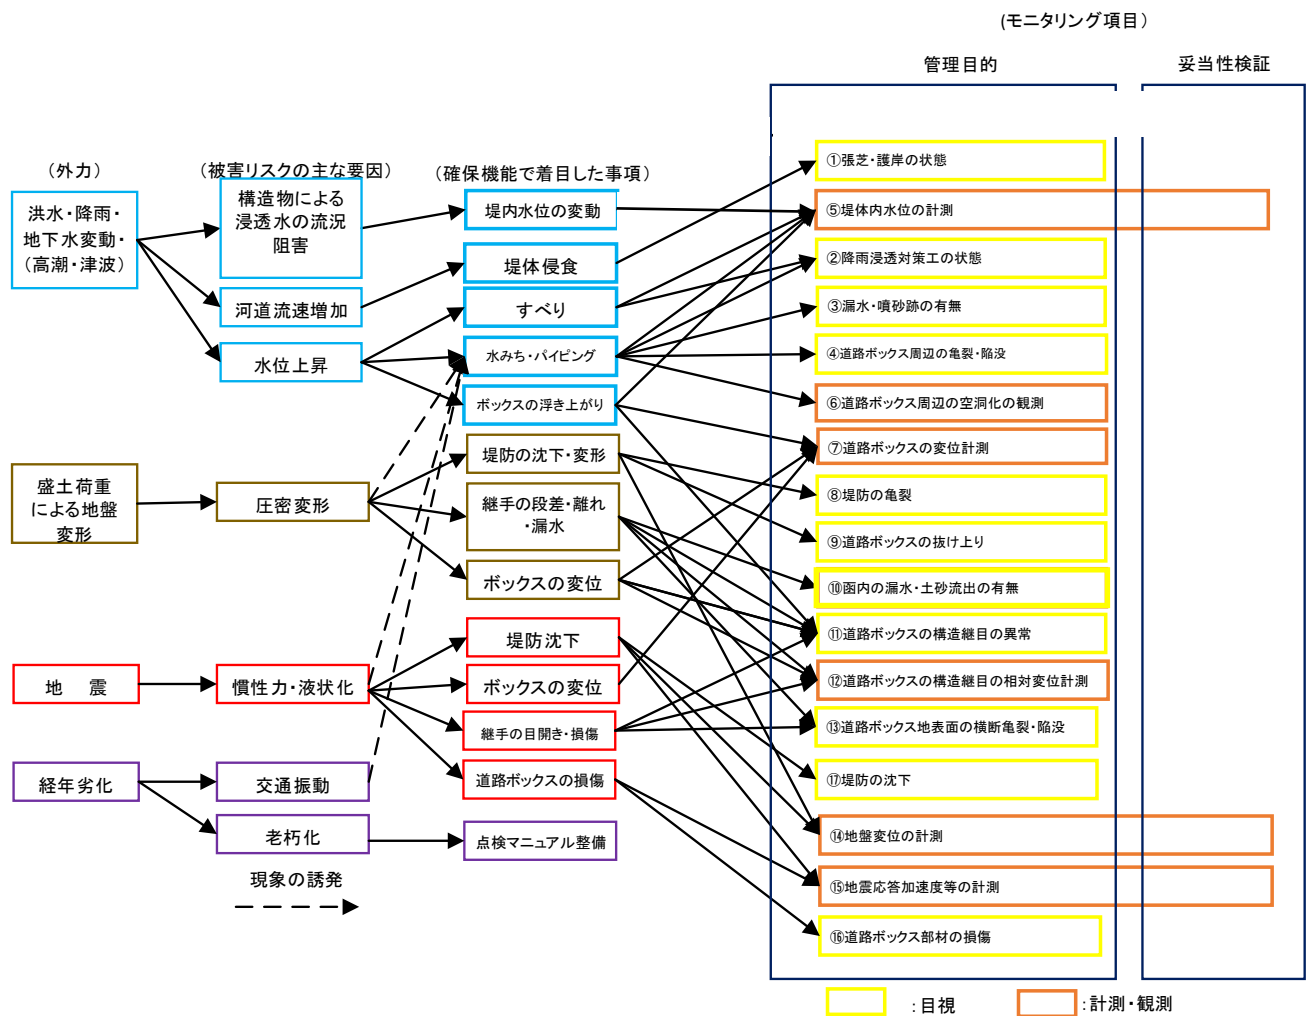 (モニタリング項目）
管理目的
妥当性検証
（外力）
（被害リスクの主な要因）
（確保機能で着目した事項）
洪水・降雨・
地下水変動・
（高潮・津波）
構造物による
浸透水の流況
阻害
河道流速増加
水位上昇
盛土荷重
による地盤
変形
圧密変形
地　震
慣性力・液状化
経年劣化
交通振動
老朽化
現象の誘発
堤内水位の変動
堤体侵食
すべり
水みち・パイピング
ボックスの浮き上がり
堤防の沈下・変形
継手の段差・離れ
・漏水
ボックスの変位
堤防沈下
ボックスの変位
継手の目開き・損傷
道路ボックスの損傷
点検マニュアル整備
①張芝・護岸の状態
⑤堤体内水位の計測
②降雨浸透対策工の状態
③漏水・噴砂跡の有無
④道路ボックス周辺の亀裂・陥没
⑥道路ボックス周辺の空洞化の観測
⑦道路ボックスの変位計測
⑧堤防の亀裂
⑨道路ボックスの抜け上り
⑩函内の漏水・土砂流出の有無
⑪道路ボックスの構造継目の異常
⑫道路ボックスの構造継目の相対変位計測
⑬道路ボックス地表面の横断亀裂・陥没
⑰堤防の沈下
⑭地盤変位の計測
⑮地震応答加速度等の計測
⑯道路ボックス部材の損傷
：目視
：計測・観測